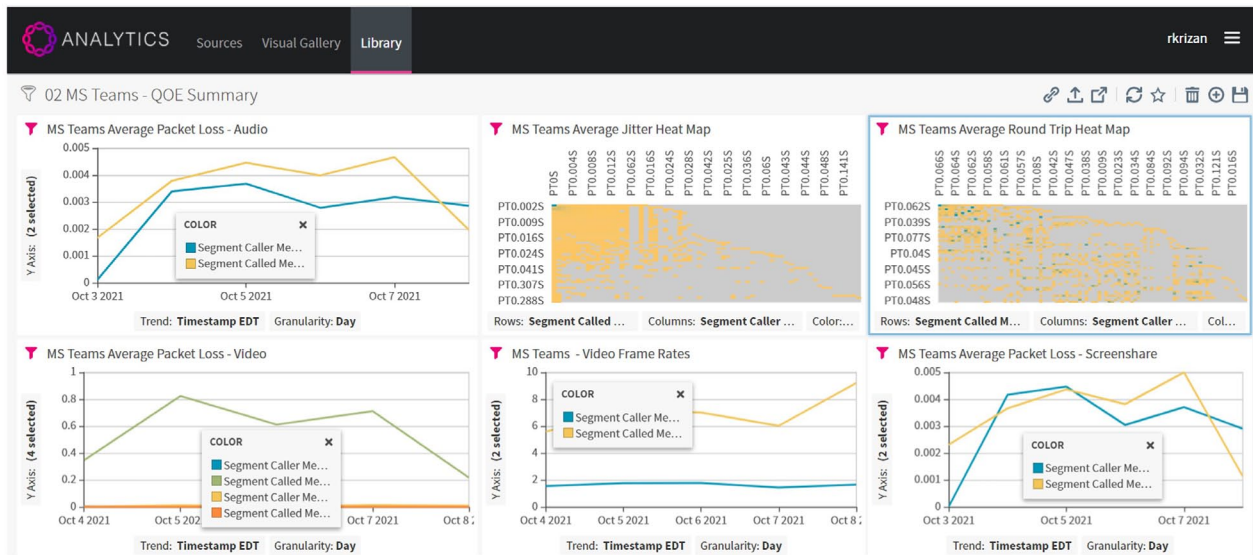 ANALYTICS
Sources
Visual Gallery
Library
rkrizan
02 MS Teams - QOE Summary
MS Teams Average Packet Loss - Audio
Y Axis: (2 selected)
0.005
0.004
0.003
0.002
0.001
0
COLOR
Segment Caller Me...
Segment Called Me...
Oct 3 2021
Oct 5 2021
Oct 7 2021
Trend: Timestamp EDT
Granularity: Day
MS Teams Average Jitter Heat Map
PT0S
PT0.004S
PT0.008S
PT0.012S
PT0.062S
PT0.016S
PT0.024S
PT0.028S
PT0.042S
PT0.025S
PT0.036S
PT0.06S
PT0.043S
PT0.044S
PT0.048S
PT0.141S
PT0.002S
PT0.009S
PT0.016S
PT0.024S
PT0.041S
PT0.307S
PT0.288S
Rows: Segment Called ...
Columns: Segment Caller ...
Color:...
MS Teams Average Round Trip Heat Map
PT0.066S
PT0.064S
PT0.062S
PT0.058S
PT0.061S
PT0.057S
PT0.08S
PT0.042S
PT0.047S
PT0.038S
PT0.009S
PT0.023S
PT0.034S
PT0.084S
PT0.092S
PT0.094S
PT0.032S
PT0.121S
PT0.116S
PT0.062S
PT0.039S
PT0.077S
PT0.04S
PT0.045S
PT0.056S
PT0.048S
Rows: Segment Called M...
Columns: Segment Caller ...
Col...
MS Teams Average Packet Loss - Video
Y Axis: (4 selected)
1
0.8
0.6
0.4
0.2
0
COLOR
Segment Caller Me...
Segment Called Me...
Segment Caller Me...
Segment Called Me...
Oct 4 2021
Oct 5 20
Oct 7 2021
Oct 8 2
Trend: Timestamp EDT
Granularity: Day
MS Teams - Video Frame Rates
Y Axis: (2 selected)
10
8
6
4
2
0
COLOR
Segment Caller Me...
Segment Called Me...
Oct 4 2021
Oct 5 2021
Oct 6 2021
Oct 7 2021
Oct 8 2
Trend: Timestamp EDT
Granularity: Day
MS Teams Average Packet Loss - Screenshare
Y Axis: (2 selected)
0.005
0.004
0.003
0.002
0.001
0
COLOR
Segment Caller Me...
Segment Called Me...
Oct 3 2021
Oct 5 2021
Oct 7 2021
Trend: Timestamp EDT
Granularity: Day